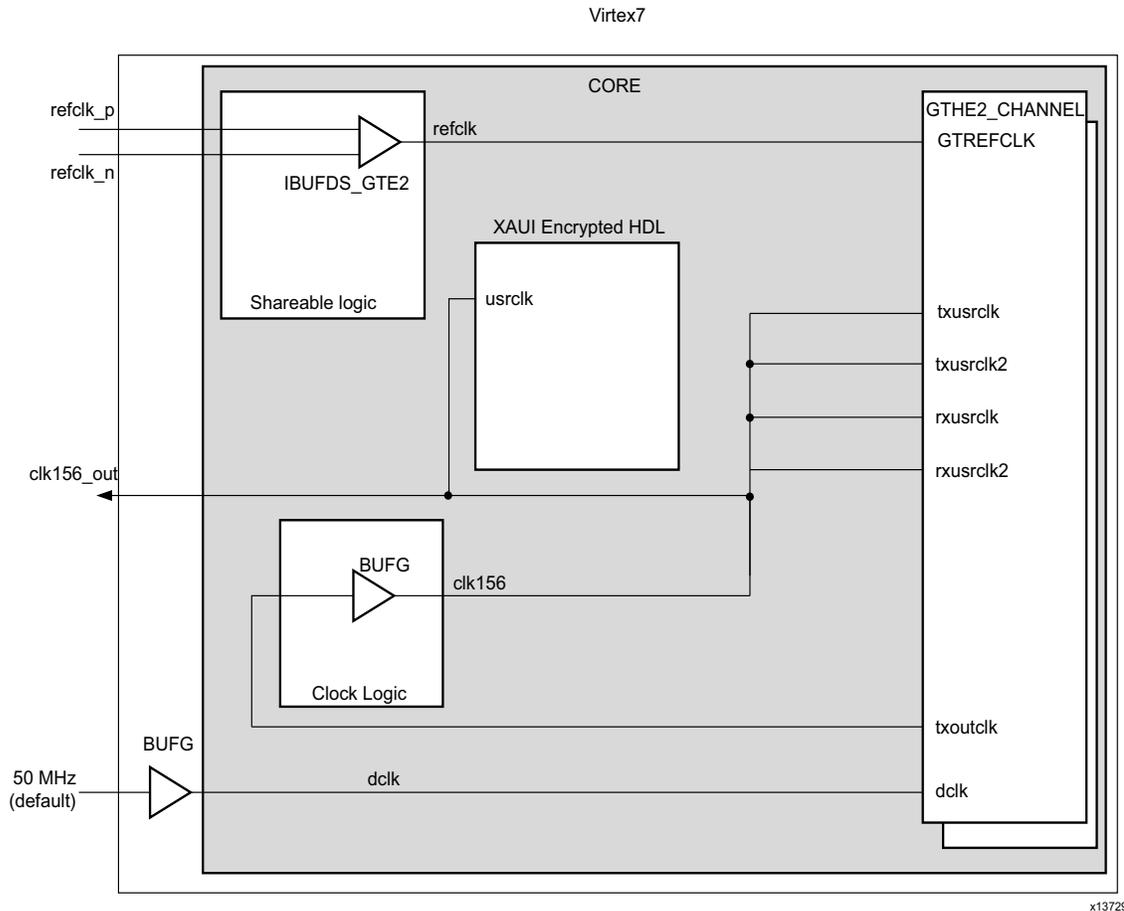 Virtex7
CORE
refclk_p
refclk_n
refclk
IBUFDS_GTE2
Shareable logic
GTHE2_CHANNEL
GTREFCLK
XAUI Encrypted HDL
usrclk
txusrclk
txusrclk2
rxusrclk
rxusrclk2
clk156_out
BUFG
clk156
Clock Logic
txoutclk
BUFG
50 MHz
(default)
dclk
dclk
x13729